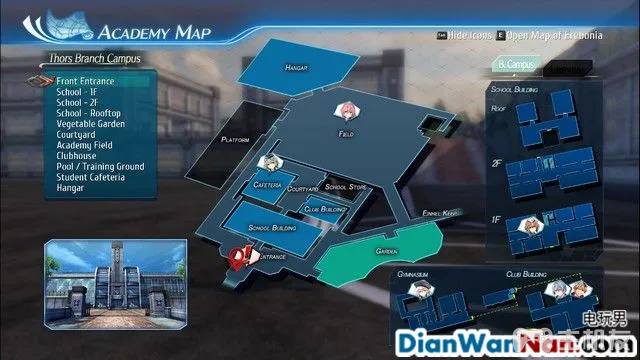 ACADEMY MAP
Tab Hide Icons E Open Map of Erebonia
THORS BRANCH CAMPUS
Front Entrance
School - 1F
School - 2F
School - Rooftop
Vegetable Garden
Courtyard
Academy Field
Clubhouse
Pool / Training Ground
Student Cafeteria
Hangar
HANGAR
PLATFORM
FIELD
CAFETERIA
COURTYARD
SCHOOL STORE
CLUB BUILDING
SCHOOL BUILDING
ENTRANCE
EINHEL KEEP
GARDEN
B. CAMPUS
SCHOOL BUILDING
ROOF
2F
1F
GYMNASIUM
CLUB BUILDING
电玩男
DianWanNan.com